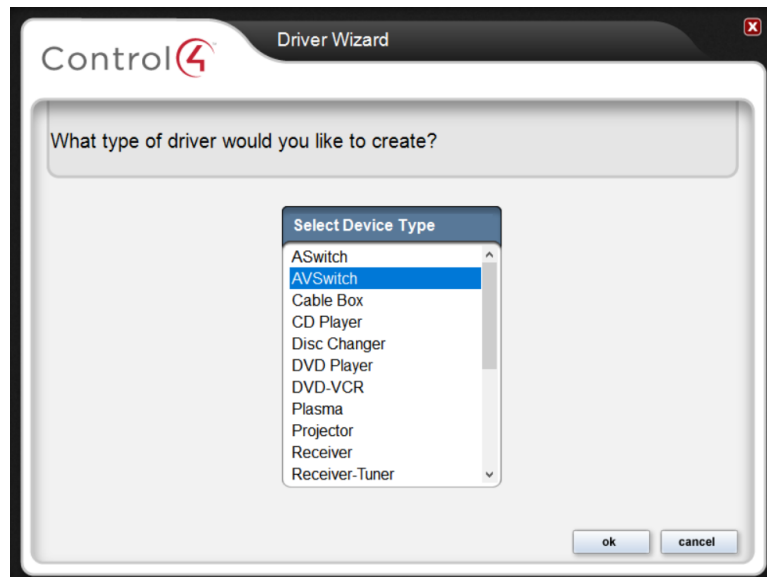 Driver Wizard
Control4
What type of driver would you like to create?
Select Device Type
ASwitch
AVSwitch
Cable Box
CD Player
Disc Changer
DVD Player
DVD-VCR
Plasma
Projector
Receiver
Receiver-Tuner
ok cancel